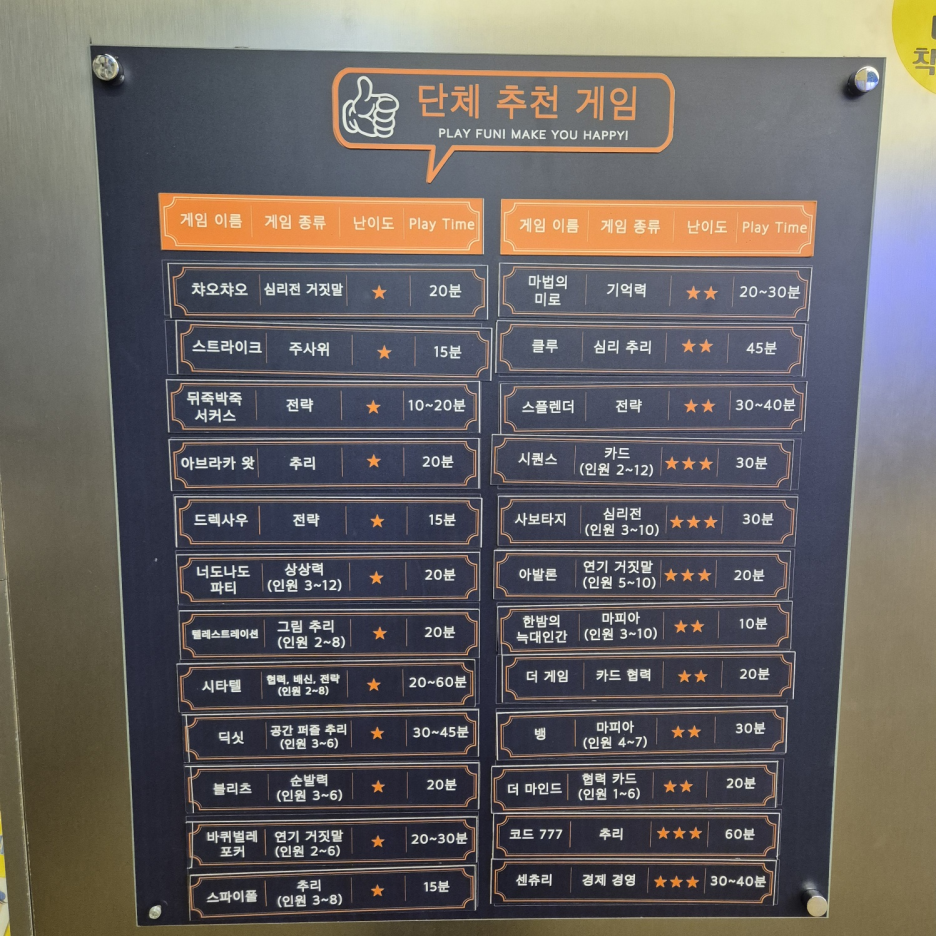 단체 추천 게임
PLAY FUN! MAKE YOU HAPPY!
게임 이름 게임 종류 난이도 Play Time
챠오챠오 심리전 거짓말 ★ 20분
스트라이크 주사위 ★ 15분
뒤죽박죽
서커스 전략 ★ 10~20분
아브라카 왓 추리 ★ 20분
드렉사우 전략 ★ 15분
너도나도
파티 상상력
(인원 3~12) ★ 20분
텔레스트레이션 그림 추리
(인원 2~8) ★ 20분
시타델 협력, 배신, 전략
(인원 2~8) ★ 20~60분
딕싯 공간 퍼즐 추리
(인원 3~6) ★ 30~45분
블리츠 순발력
(인원 3~6) ★ 20분
바퀴벌레
포커 연기 거짓말
(인원 2~6) ★ 20~30분
스파이폴 추리
(인원 3~8) ★ 15분
게임 이름 게임 종류 난이도 Play Time
마법의
미로 기억력 ★★ 20~30분
클루 심리 추리 ★★ 45분
스플렌더 전략 ★★ 30~40분
시퀀스 카드
(인원 2~12) ★★★ 30분
사보타지 심리전
(인원 3~10) ★★★ 30분
아발론 연기 거짓말
(인원 5~10) ★★★ 20분
한밤의
늑대인간 마피아
(인원 3~10) ★★ 10분
더 게임 카드 협력 ★★ 20분
뱅 마피아
(인원 4~7) ★★ 30분
더 마인드 협력 카드
(인원 1~6) ★★ 20분
코드 777 추리 ★★★ 60분
센츄리 경제 경영 ★★★ 30~40분